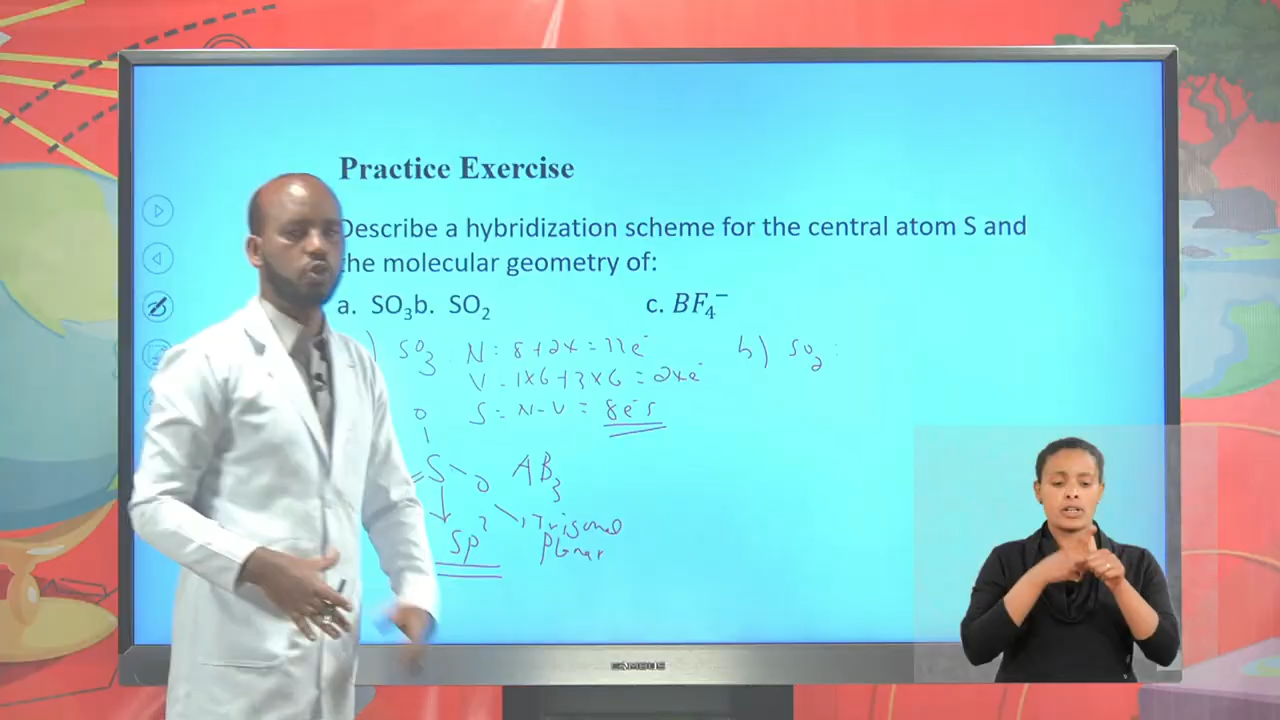 Practice Exercise
Describe a hybridization scheme for the central atom S and
the molecular geometry of:
a. SO₃b. SO₂ c. BF₄⁻
) SO₃ : N = 8 + 24 = 32e⁻ b) SO₂ :
V = 1x6 + 3x6 = 24e⁻
S = N - V = 8e⁻s
O
=S O AB₃
Sp² Trigonal
planar